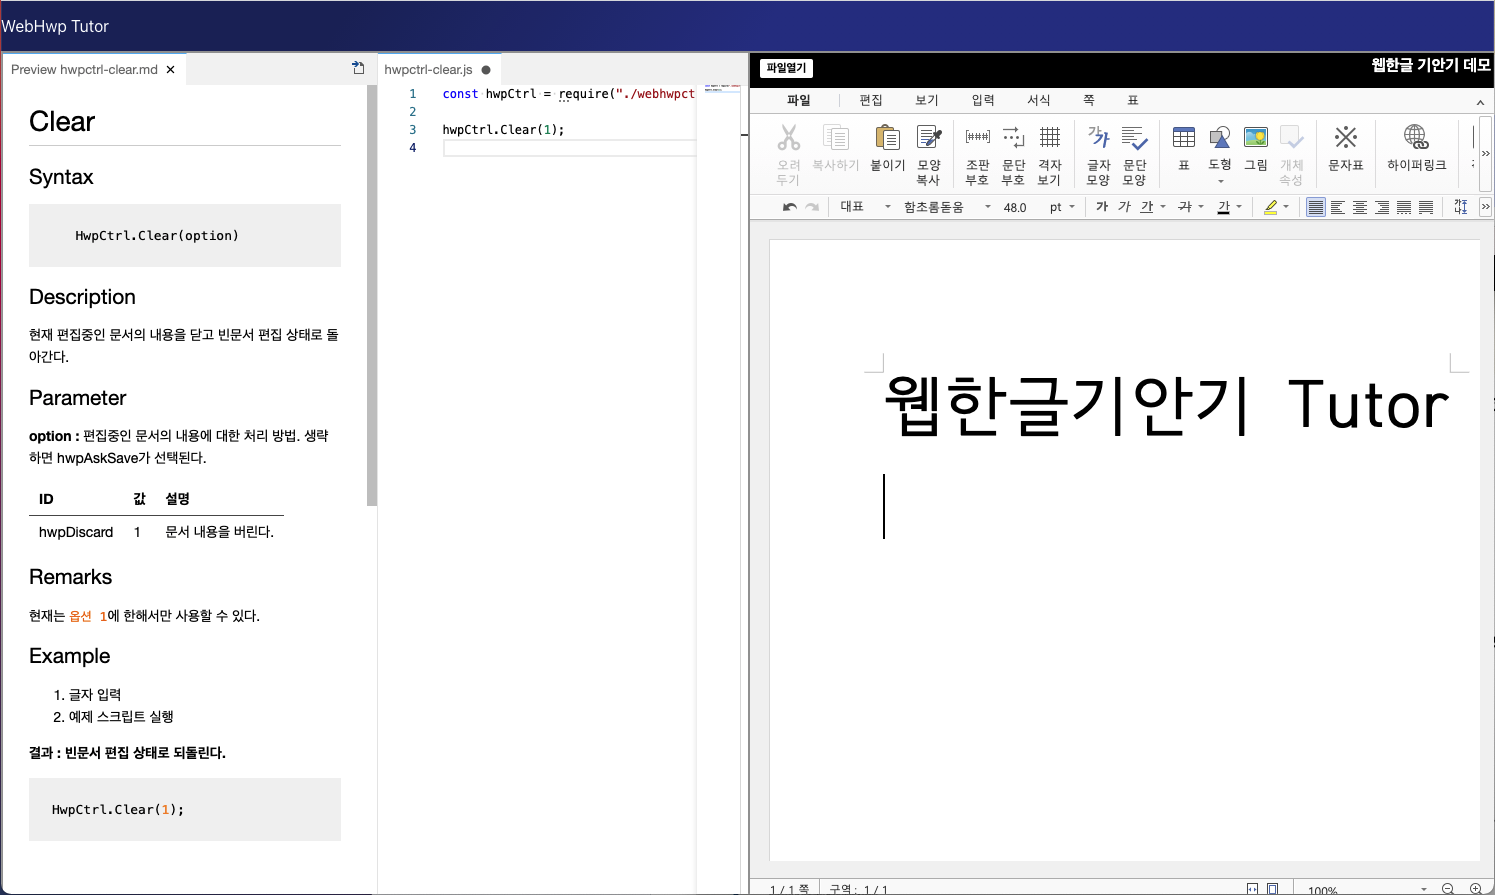 WebHwp Tutor
Preview hwpctrl-clear.md
Clear
Syntax
HwpCtrl.Clear(option)
Description
현재 편집중인 문서의 내용을 닫고 빈문서 편집 상태로 돌
아간다.
Parameter
option : 편집중인 문서의 내용에 대한 처리 방법. 생략
하면 hwpAskSave가 선택된다.
ID 값 설명
hwpDiscard 1 문서 내용을 버린다.
Remarks
현재는 옵션 1에 한해서만 사용할 수 있다.
Example
1. 글자 입력
2. 예제 스크립트 실행
결과 : 빈문서 편집 상태로 되돌린다.
HwpCtrl.Clear(1);
hwpctrl-clear.js
1 const hwpCtrl = require("./webhwpct
2
3 hwpCtrl.Clear(1);
4
파일열기
웹한글 기안기 데모
파일 편집 보기 입력 서식 쪽 표
오려
두기
복사하기
붙이기
모양
복사
조판
부호
문단
부호
격자
보기
글자
모양
문단
모양
표
도형
그림
개체
속성
문자표
하이퍼링크
대표 함초롬돋움 48.0 pt 가 가 가 가 가
웹한글기안기 Tutor
1 / 1 쪽 구역 : 1 / 1 100%